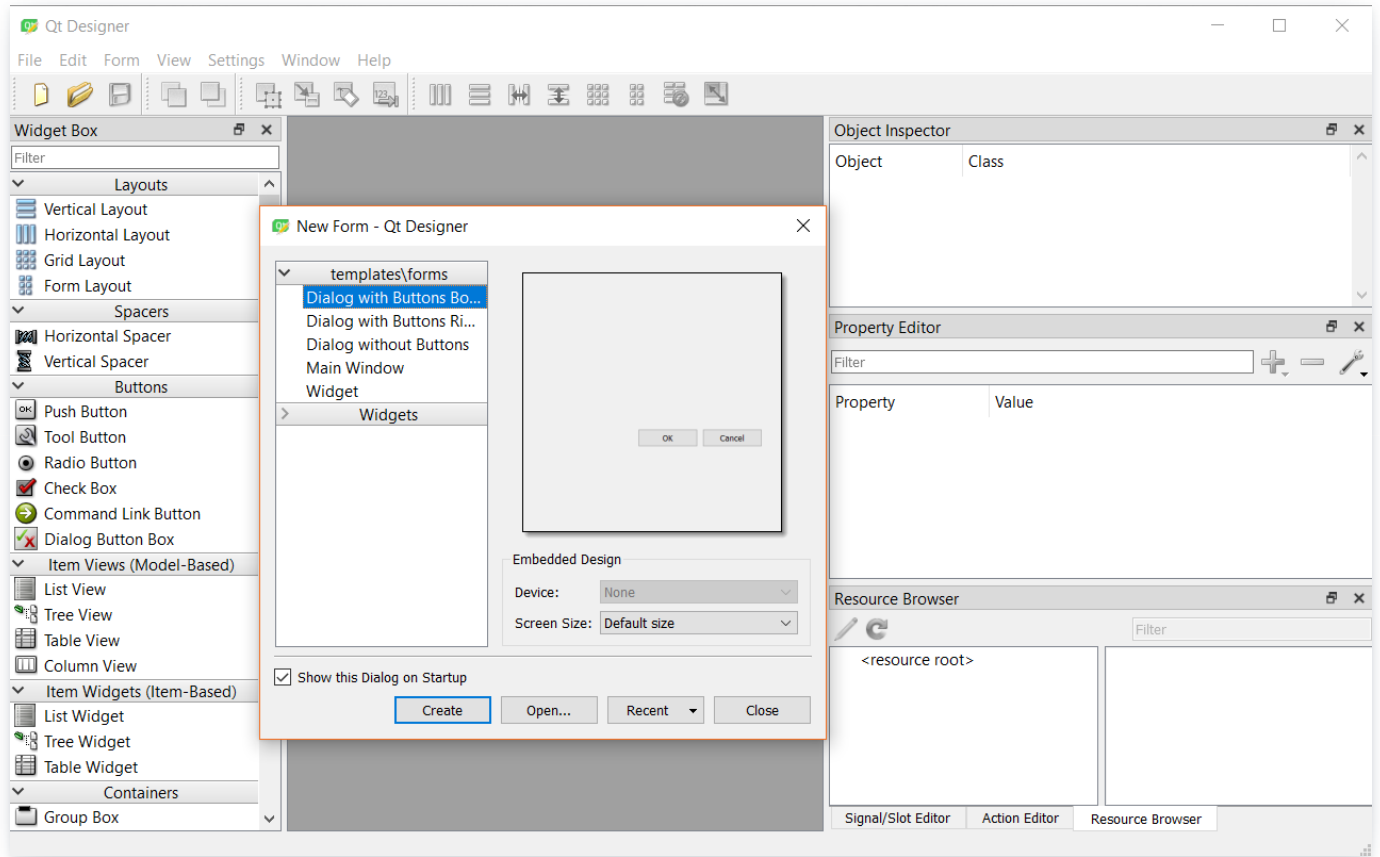 Qt Designer
File Edit Form View Settings Window Help
Widget Box
Filter
Layouts
Vertical Layout
Horizontal Layout
Grid Layout
Form Layout
Spacers
Horizontal Spacer
Vertical Spacer
Buttons
OK Push Button
Tool Button
Radio Button
Check Box
Command Link Button
Dialog Button Box
Item Views (Model-Based)
List View
Tree View
Table View
Column View
Item Widgets (Item-Based)
List Widget
Tree Widget
Table Widget
Containers
Group Box
New Form - Qt Designer
templates\forms
Dialog with Buttons Bo...
Dialog with Buttons Ri...
Dialog without Buttons
Main Window
Widget
Widgets
OK Cancel
Embedded Design
Device: None
Screen Size: Default size
Show this Dialog on Startup
Create Open... Recent Close
Object Inspector
Object Class
Property Editor
Filter
Property Value
Resource Browser
Filter
<resource root>
Signal/Slot Editor Action Editor Resource Browser